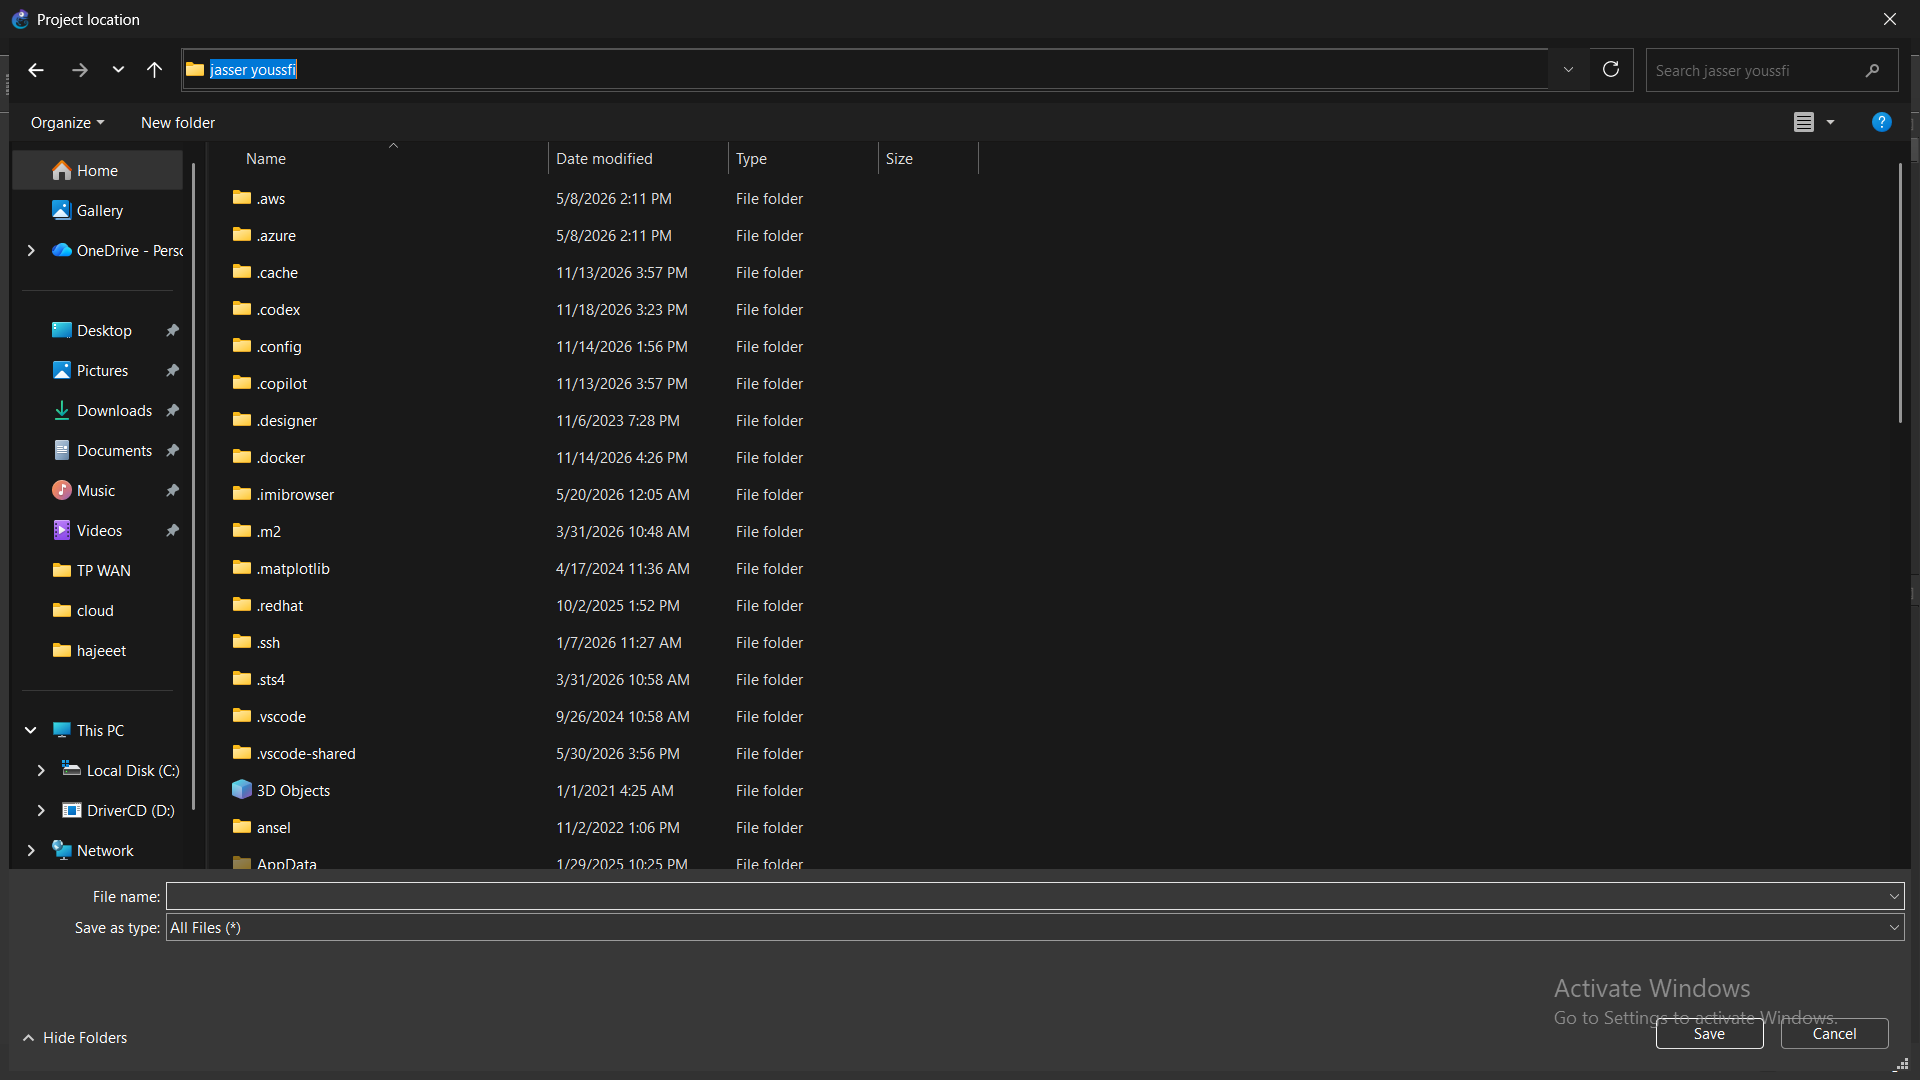 Project location
jasser youssfi
Search jasser youssfi
Organize
New folder
Home
Gallery
OneDrive - Perso
Desktop
Pictures
Downloads
Documents
Music
Videos
TP WAN
cloud
hajeeet
This PC
Local Disk (C:)
DriverCD (D:)
Network
Name Date modified Type Size
.aws 5/8/2026 2:11 PM File folder
.azure 5/8/2026 2:11 PM File folder
.cache 11/13/2026 3:57 PM File folder
.codex 11/18/2026 3:23 PM File folder
.config 11/14/2026 1:56 PM File folder
.copilot 11/13/2026 3:57 PM File folder
.designer 11/6/2023 7:28 PM File folder
.docker 11/14/2026 4:26 PM File folder
.imibrowser 5/20/2026 12:05 AM File folder
.m2 3/31/2026 10:48 AM File folder
.matplotlib 4/17/2024 11:36 AM File folder
.redhat 10/2/2025 1:52 PM File folder
.ssh 1/7/2026 11:27 AM File folder
.sts4 3/31/2026 10:58 AM File folder
.vscode 9/26/2024 10:58 AM File folder
.vscode-shared 5/30/2026 3:56 PM File folder
3D Objects 1/1/2021 4:25 AM File folder
ansel 11/2/2022 1:06 PM File folder
AppData 1/29/2025 10:25 PM File folder
File name:
Save as type: All Files (*)
Activate Windows
Go to Settings to activate Windows.
Hide Folders
Save
Cancel